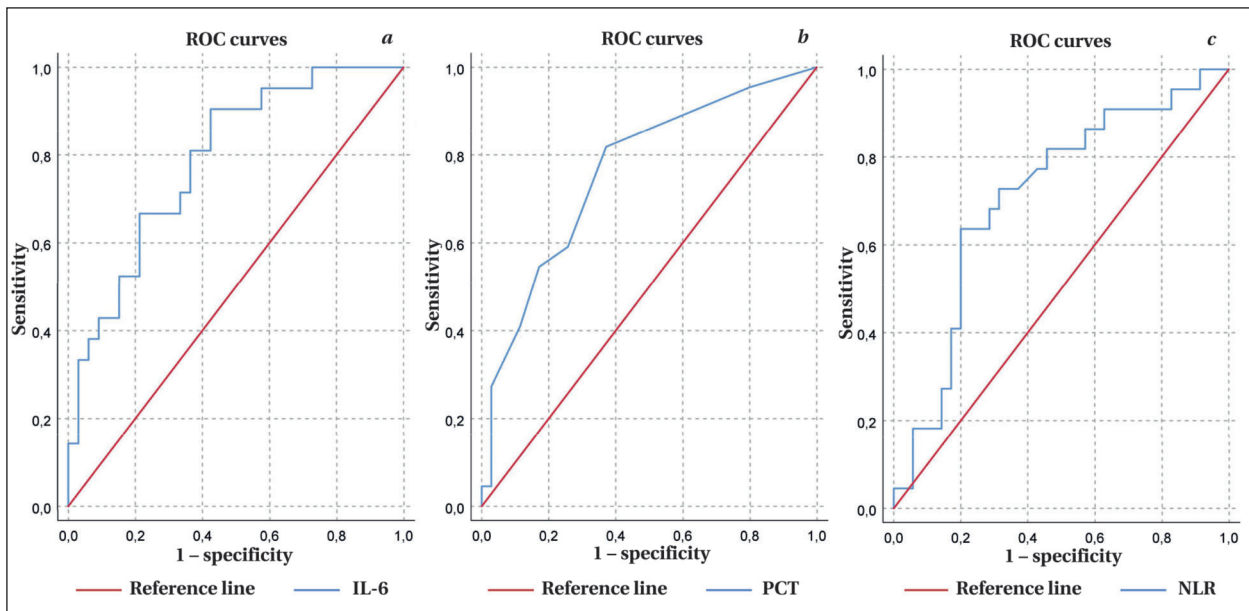 ROC curves a
1,0
0,8
0,6
0,4
0,2
0,0
Sensitivity
0,0 0,2 0,4 0,6 0,8 1,0
1 – specificity
Reference line IL-6
ROC curves b
1,0
0,8
0,6
0,4
0,2
0,0
Sensitivity
0,0 0,2 0,4 0,6 0,8 1,0
1 – specificity
Reference line PCT
ROC curves c
1,0
0,8
0,6
0,4
0,2
0,0
Sensitivity
0,0 0,2 0,4 0,6 0,8 1,0
1 – specificity
Reference line NLR